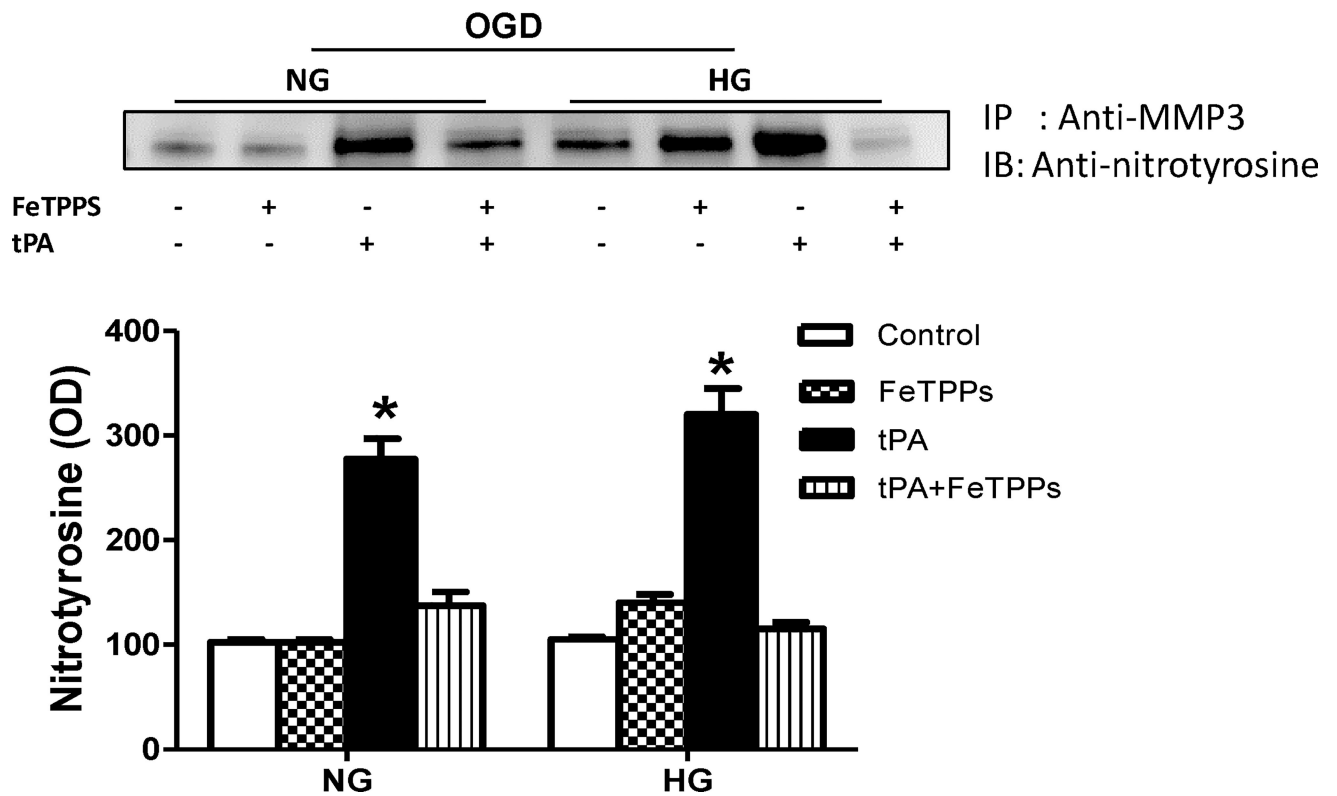 OGD
NG HG
IP : Anti-MMP3
IB: Anti-nitrotyrosine
FeTPPS - + - + - + - +
tPA - - + + - - + +
400
300
200
100
0
Nitrotyrosine (OD)
* *
Control
FeTPPs
tPA
tPA+FeTPPs
NG HG